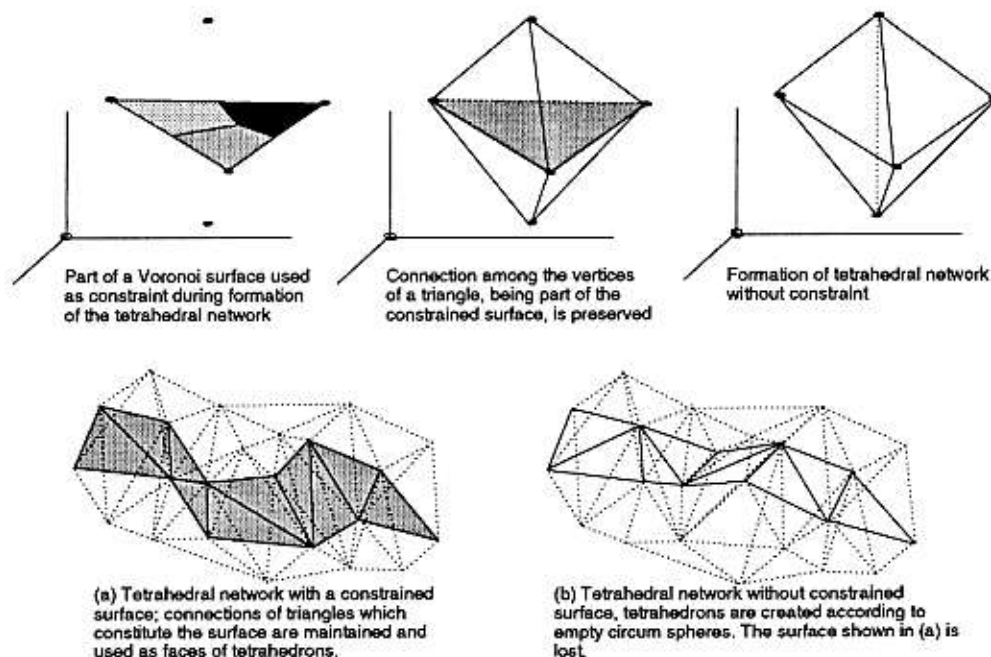 Part of a Voronoi surface used
as constraint during formation
of the tetrahedral network
Connection among the vertices
of a triangle, being part of the
constrained surface, is preserved
Formation of tetrahedral network
without constraint
(a) Tetrahedral network with a constrained
surface; connections of triangles which
constitute the surface are maintained and
used as faces of tetrahedrons.
(b) Tetrahedral network without constrained
surface, tetrahedrons are created according to
empty circum spheres. The surface shown in (a) is
lost.